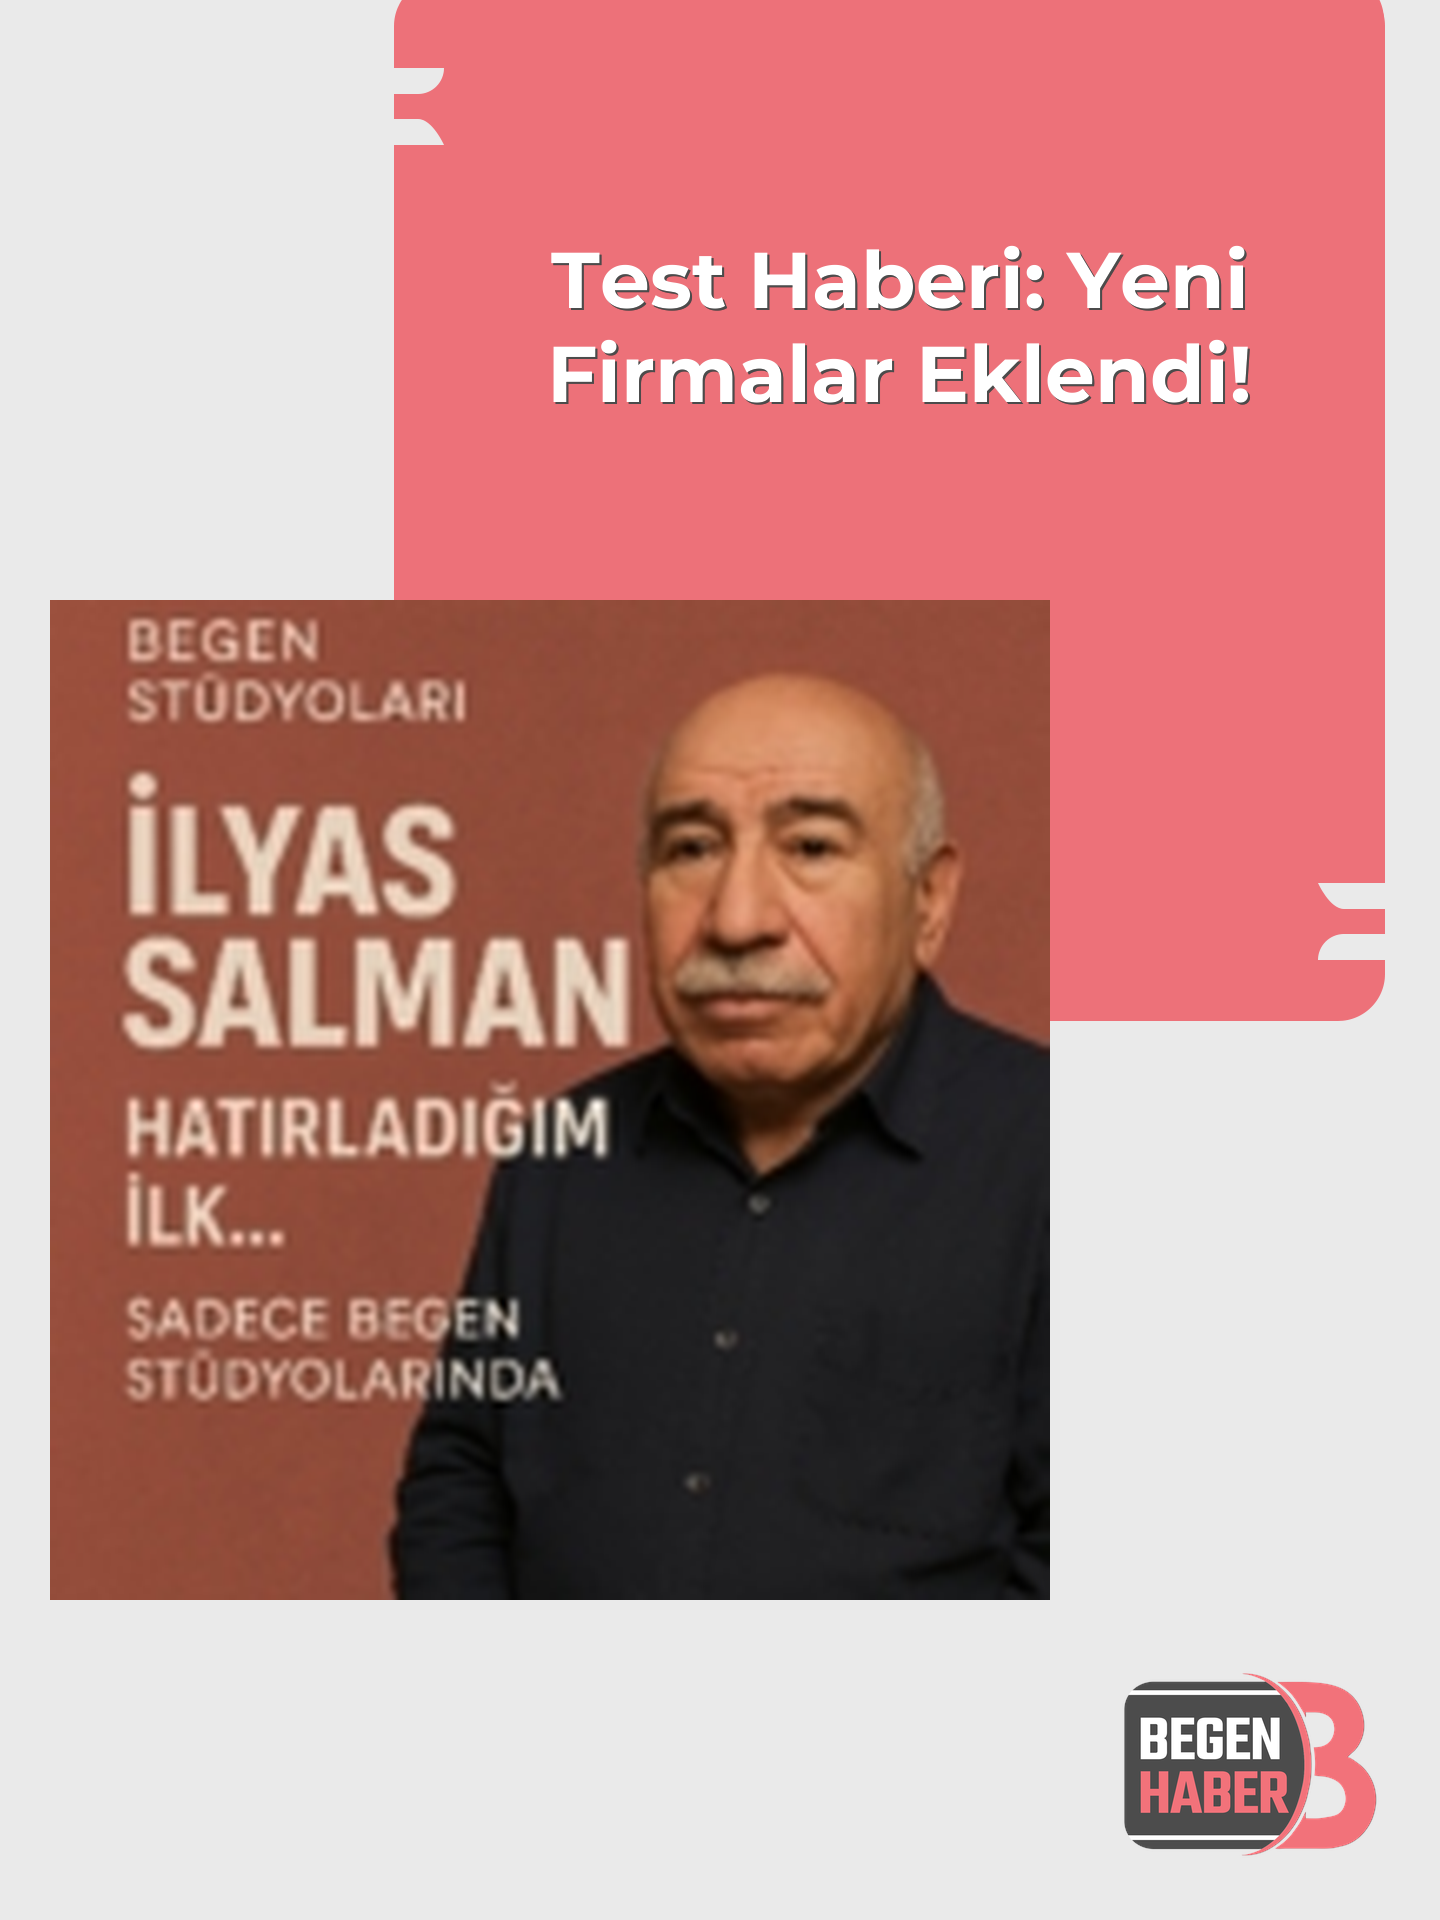 Test Haberi: Yeni
Firmalar Eklendi!
BEGEN
STÜDYOLARI
İLYAS
SALMAN
HATIRLADIĞIM
İLK...
SADECE BEGEN
STÜDYOLARINDA
BEGEN
HABER
B